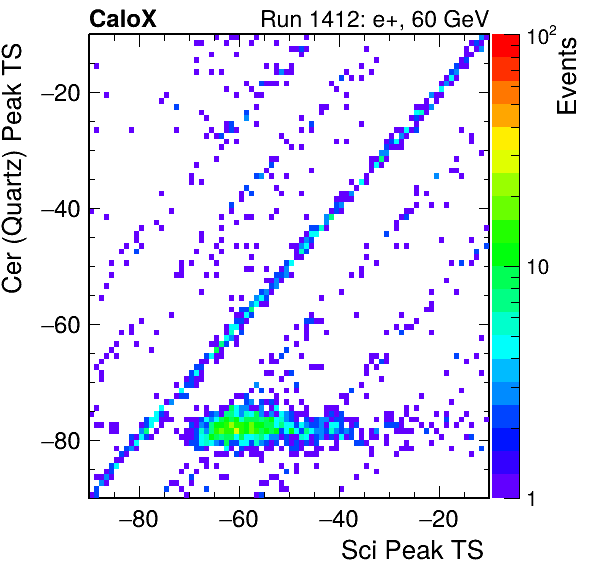 CaloX Run 1412: e+, 60 GeV
10²
Events
Cer (Quartz) Peak TS
−20
−40
10
−60
−80
1
−80 −60 −40 −20
Sci Peak TS